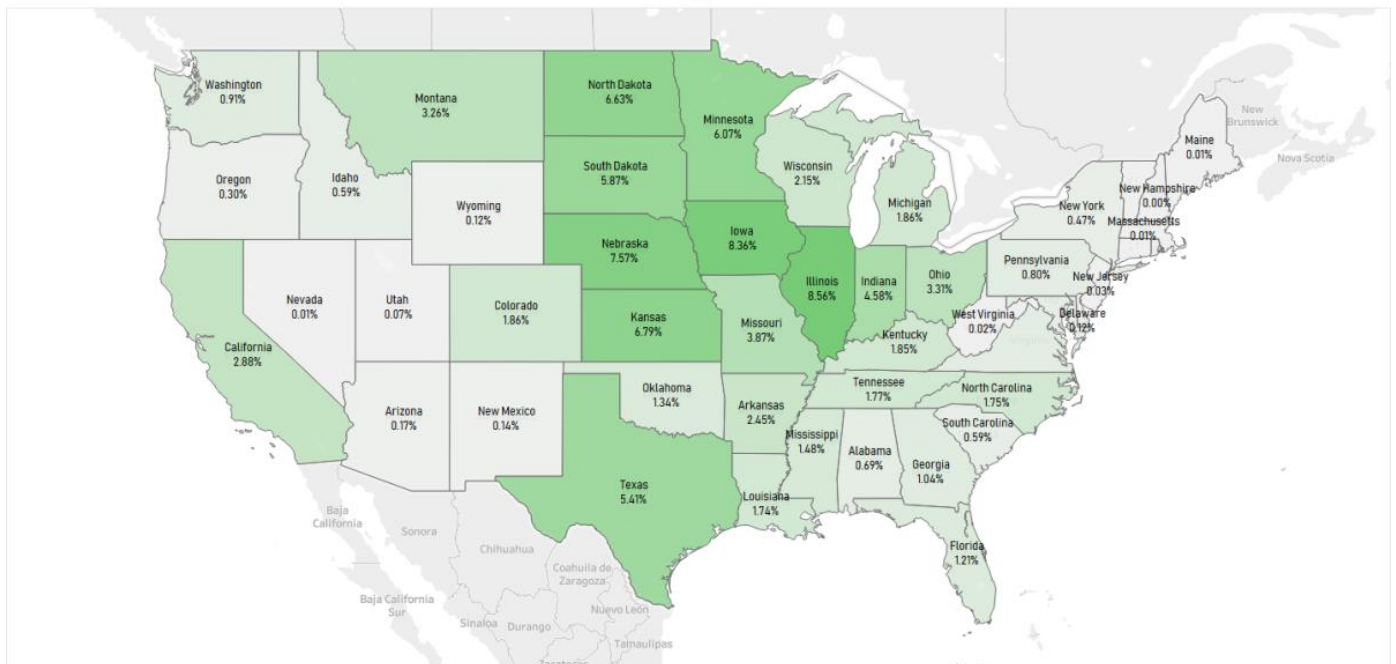 Washington
0.91%
Montana
3.26%
North Dakota
6.63%
Minnesota
6.07%
New
Brunswick
Nova Scotia
Maine
0.01%
Oregon
0.30%
Idaho
0.59%
Wyoming
0.12%
South Dakota
5.87%
Wisconsin
2.15%
Michigan
1.86%
New York
0.47%
New Hampshire
0.00%
Massachusetts
0.01%
Nebraska
7.57%
Iowa
8.36%
Illinois
8.56%
Indiana
4.58%
Ohio
3.31%
Pennsylvania
0.80%
New Jersey
0.03%
Nevada
0.01%
Utah
0.07%
Colorado
1.86%
Kansas
6.79%
Missouri
3.87%
Kentucky
1.85%
West Virginia
0.02%
Delaware
0.12%
Virginia
California
2.88%
Arizona
0.17%
New Mexico
0.14%
Oklahoma
1.34%
Arkansas
2.45%
Tennessee
1.77%
North Carolina
1.75%
South Carolina
0.59%
Mississippi
1.48%
Alabama
0.69%
Georgia
1.04%
Texas
5.41%
Louisiana
1.74%
Florida
1.21%
Baja
California
Sonora
Chihuahua
Coahuila de
Zaragoza
Baja California
Sur
Sinaloa
Durango
Nuevo León
Tamaulipas
Zacatecas